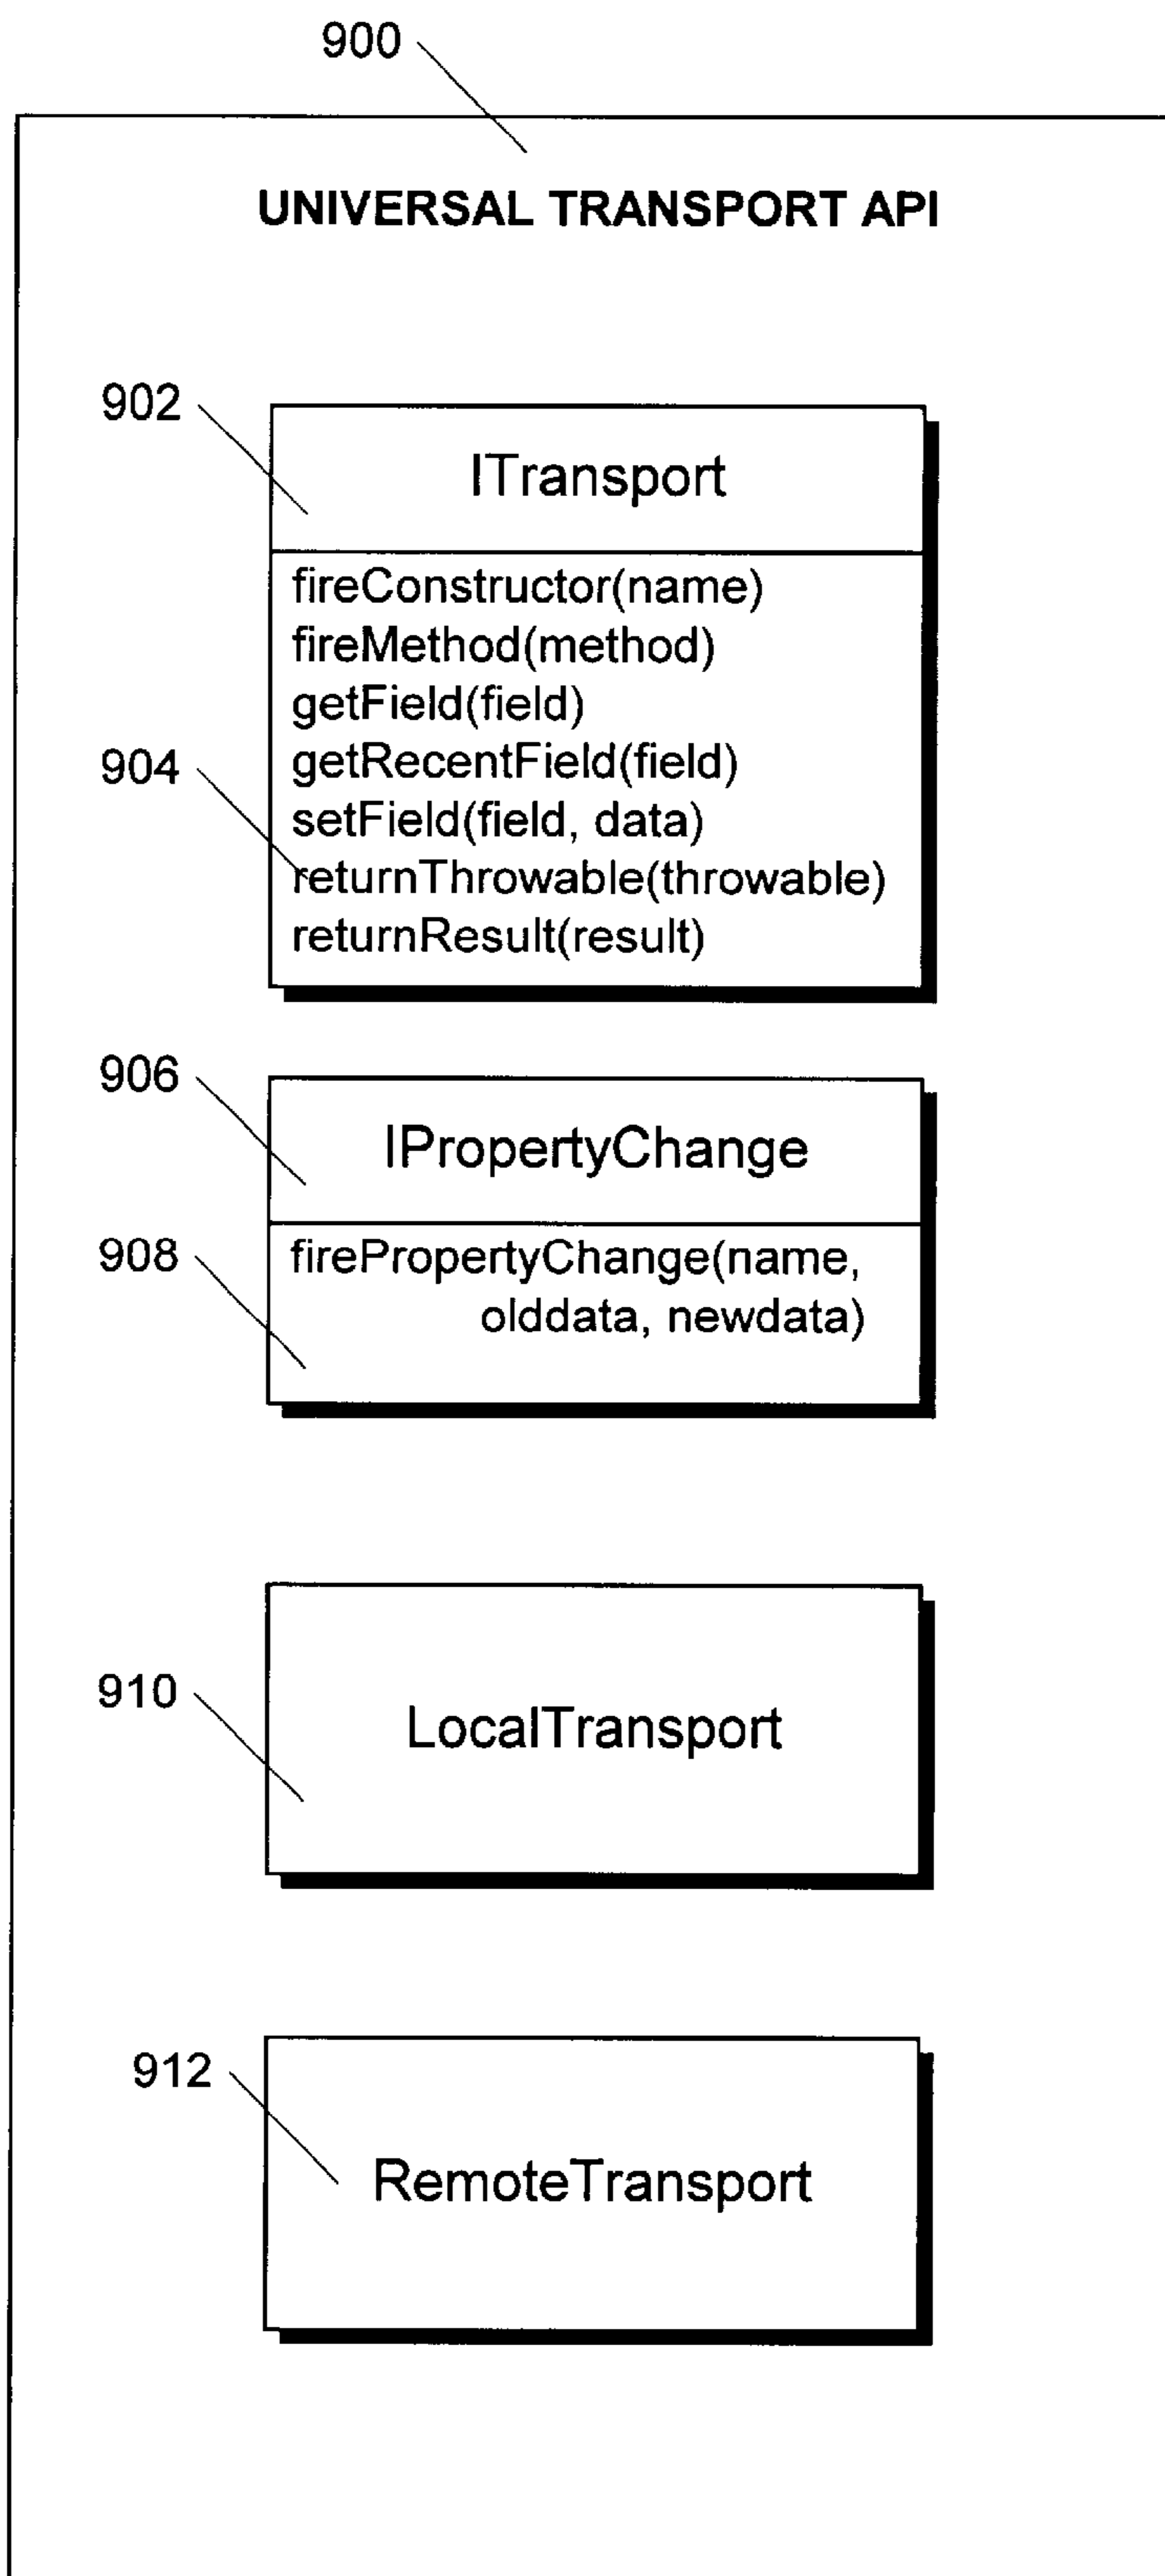 900
UNIVERSAL TRANSPORT API
902
ITransport
fireConstructor(name)
fireMethod(method)
getField(field)
904
getRecentField(field)
setField(field, data)
returnThrowable(throwable)
returnResult(result)
906
IPropertyChange
908
firePropertyChange(name,
olddata, newdata)
910
LocalTransport
912
RemoteTransport